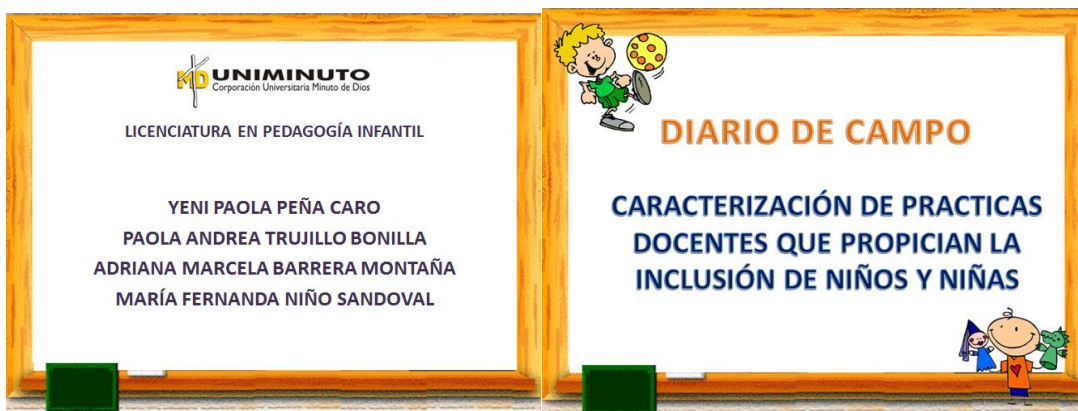 MD UNIMINUTO
Corporación Universitaria Minuto de Dios
LICENCIATURA EN PEDAGOGÍA INFANTIL
YENI PAOLA PEÑA CARO
PAOLA ANDREA TRUJILLO BONILLA
ADRIANA MARCELA BARRERA MONTAÑA
MARÍA FERNANDA NIÑO SANDOVAL
DIARIO DE CAMPO
CARACTERIZACIÓN DE PRACTICAS
DOCENTES QUE PROPICIAN LA
INCLUSIÓN DE NIÑOS Y NIÑAS